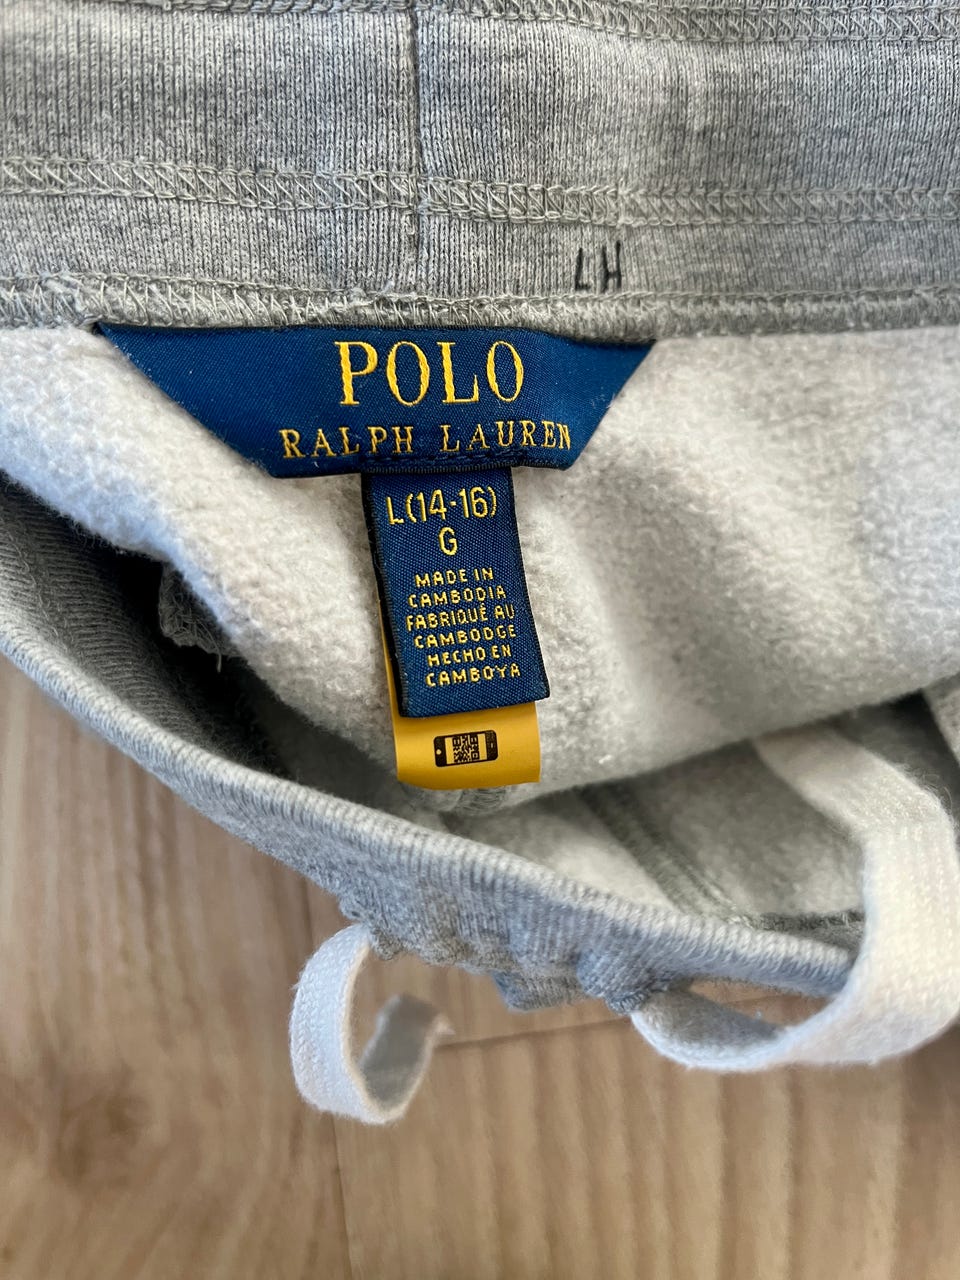 LH
POLO
RALPH LAUREN
L(14-16)
G
MADE IN
CAMBODIA
FABRIQUÉ AU
CAMBODGE
HECHO EN
CAMBOYA